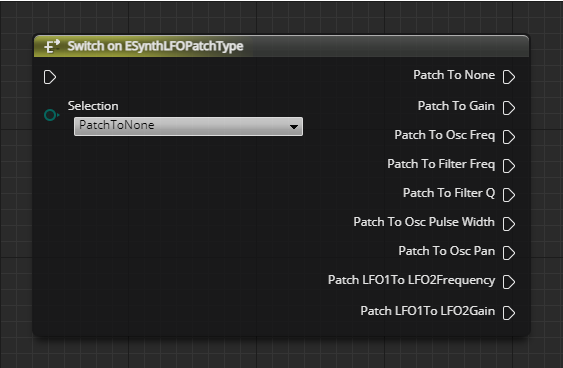 Switch on ESynthLFOPatchType
Patch To None
Selection
PatchToNone
Patch To Gain
Patch To Osc Freq
Patch To Filter Freq
Patch To Filter Q
Patch To Osc Pulse Width
Patch To Osc Pan
Patch LFO1To LFO2Frequency
Patch LFO1To LFO2Gain